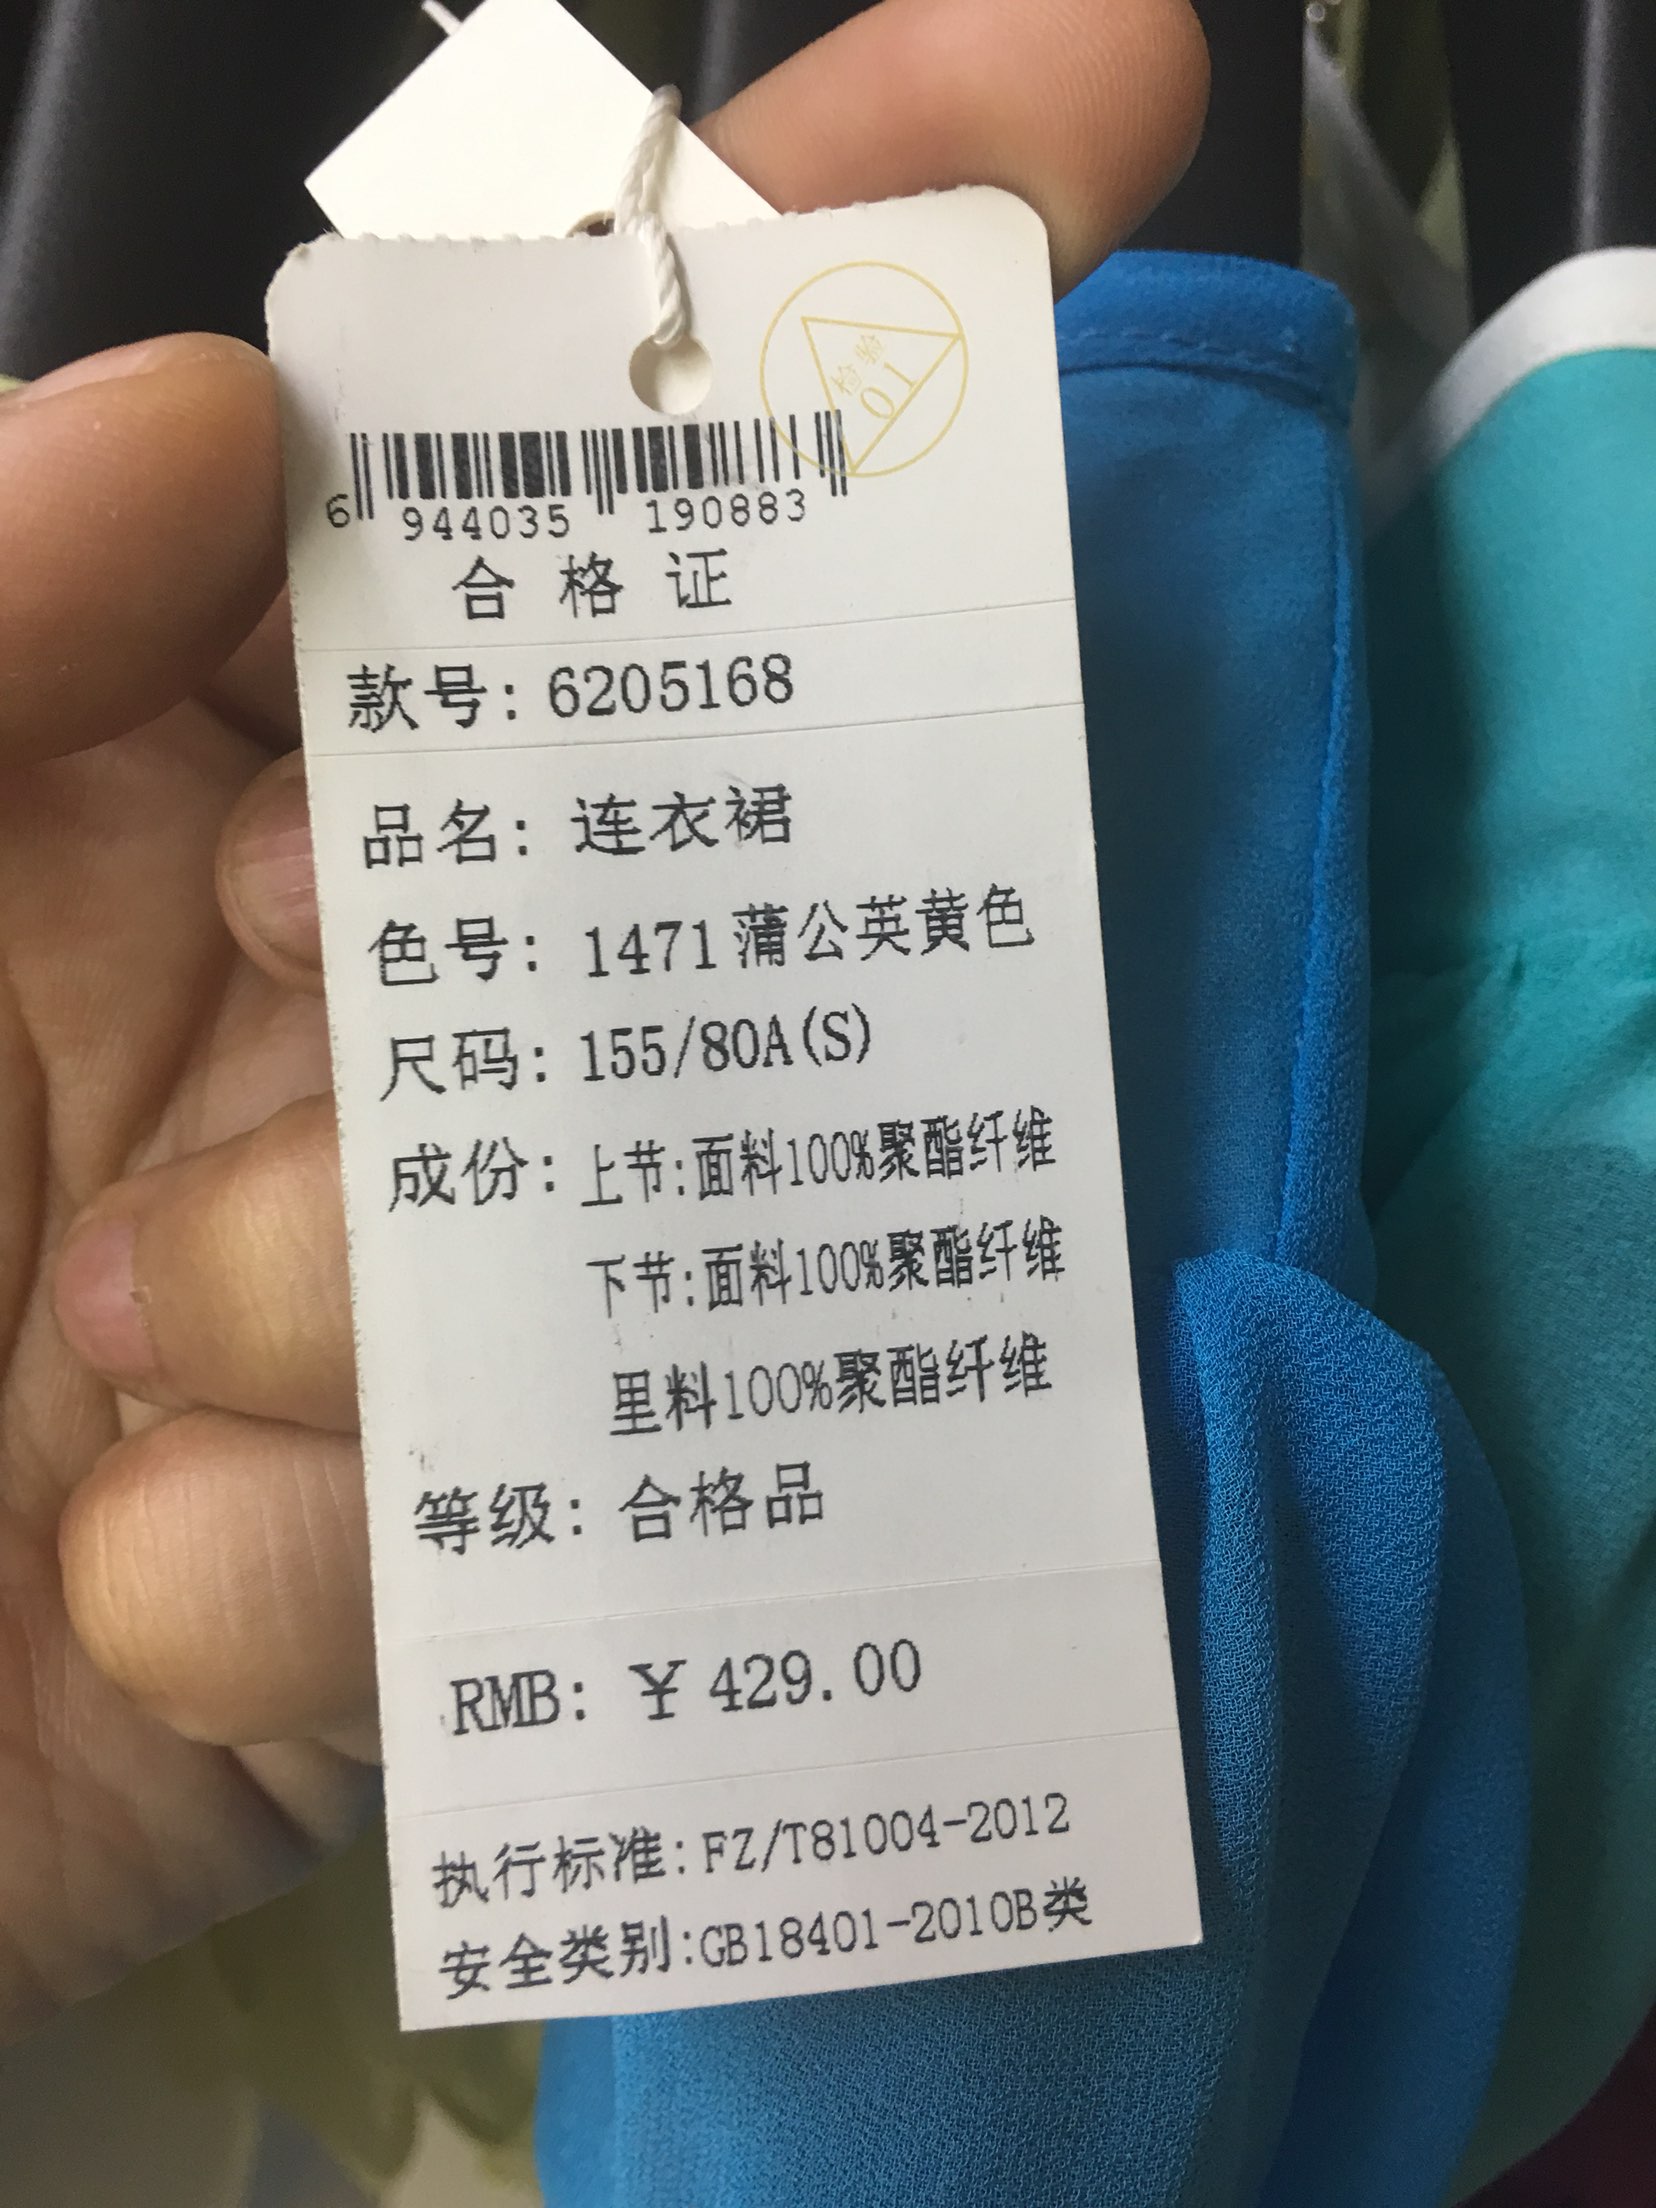 检验
01
6 944035 190883
合格证
款号: 6205168
品名: 连衣裙
色号: 1471蒲公英黄色
尺码: 155/80A(S)
成份: 上节:面料100%聚酯纤维
下节:面料100%聚酯纤维
里料100%聚酯纤维
等级: 合格品
RMB: ¥429.00
执行标准:FZ/T81004-2012
安全类别:GB18401-2010B类